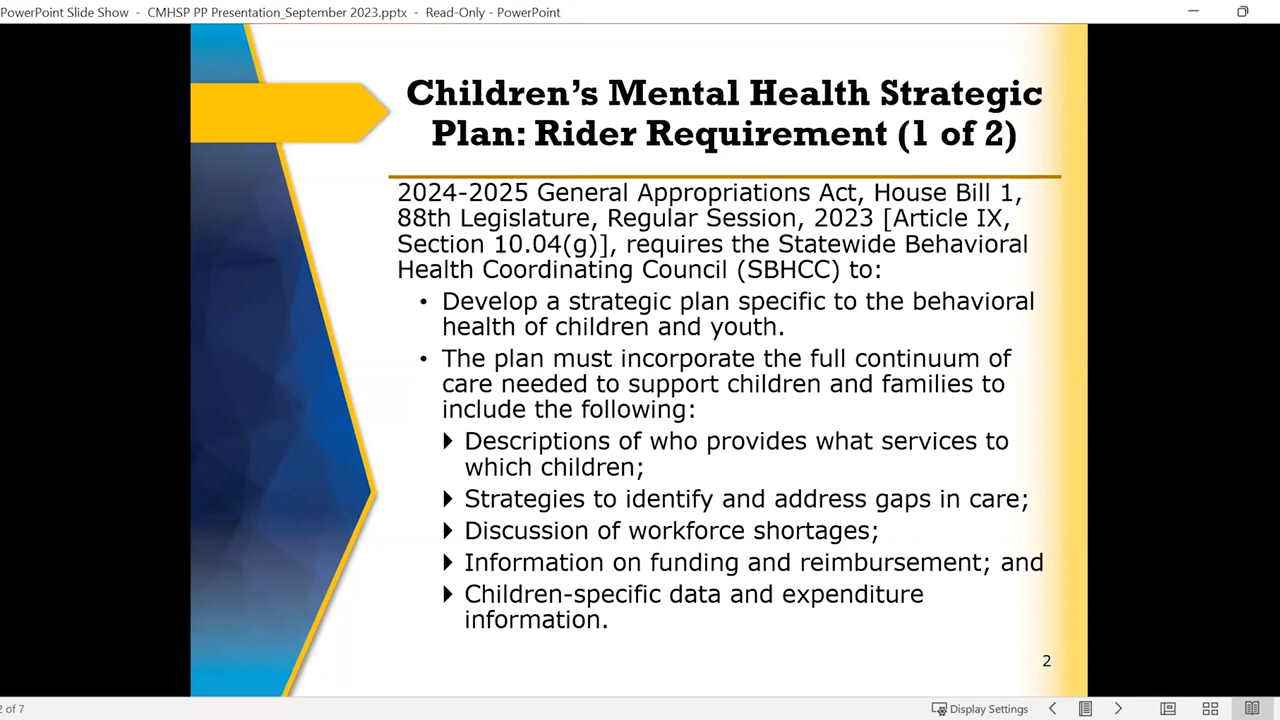 PowerPoint Slide Show - CMHSP PP Presentation_September 2023.pptx - Read-Only - PowerPoint
Children's Mental Health Strategic
Plan: Rider Requirement (1 of 2)
2024-2025 General Appropriations Act, House Bill 1,
88th Legislature, Regular Session, 2023 [Article IX,
Section 10.04(g)], requires the Statewide Behavioral
Health Coordinating Council (SBHCC) to:
• Develop a strategic plan specific to the behavioral
health of children and youth.
• The plan must incorporate the full continuum of
care needed to support children and families to
include the following:
Descriptions of who provides what services to
which children;
Strategies to identify and address gaps in care;
Discussion of workforce shortages;
Information on funding and reimbursement; and
Children-specific data and expenditure
information.
2
2 of 7
Display Settings